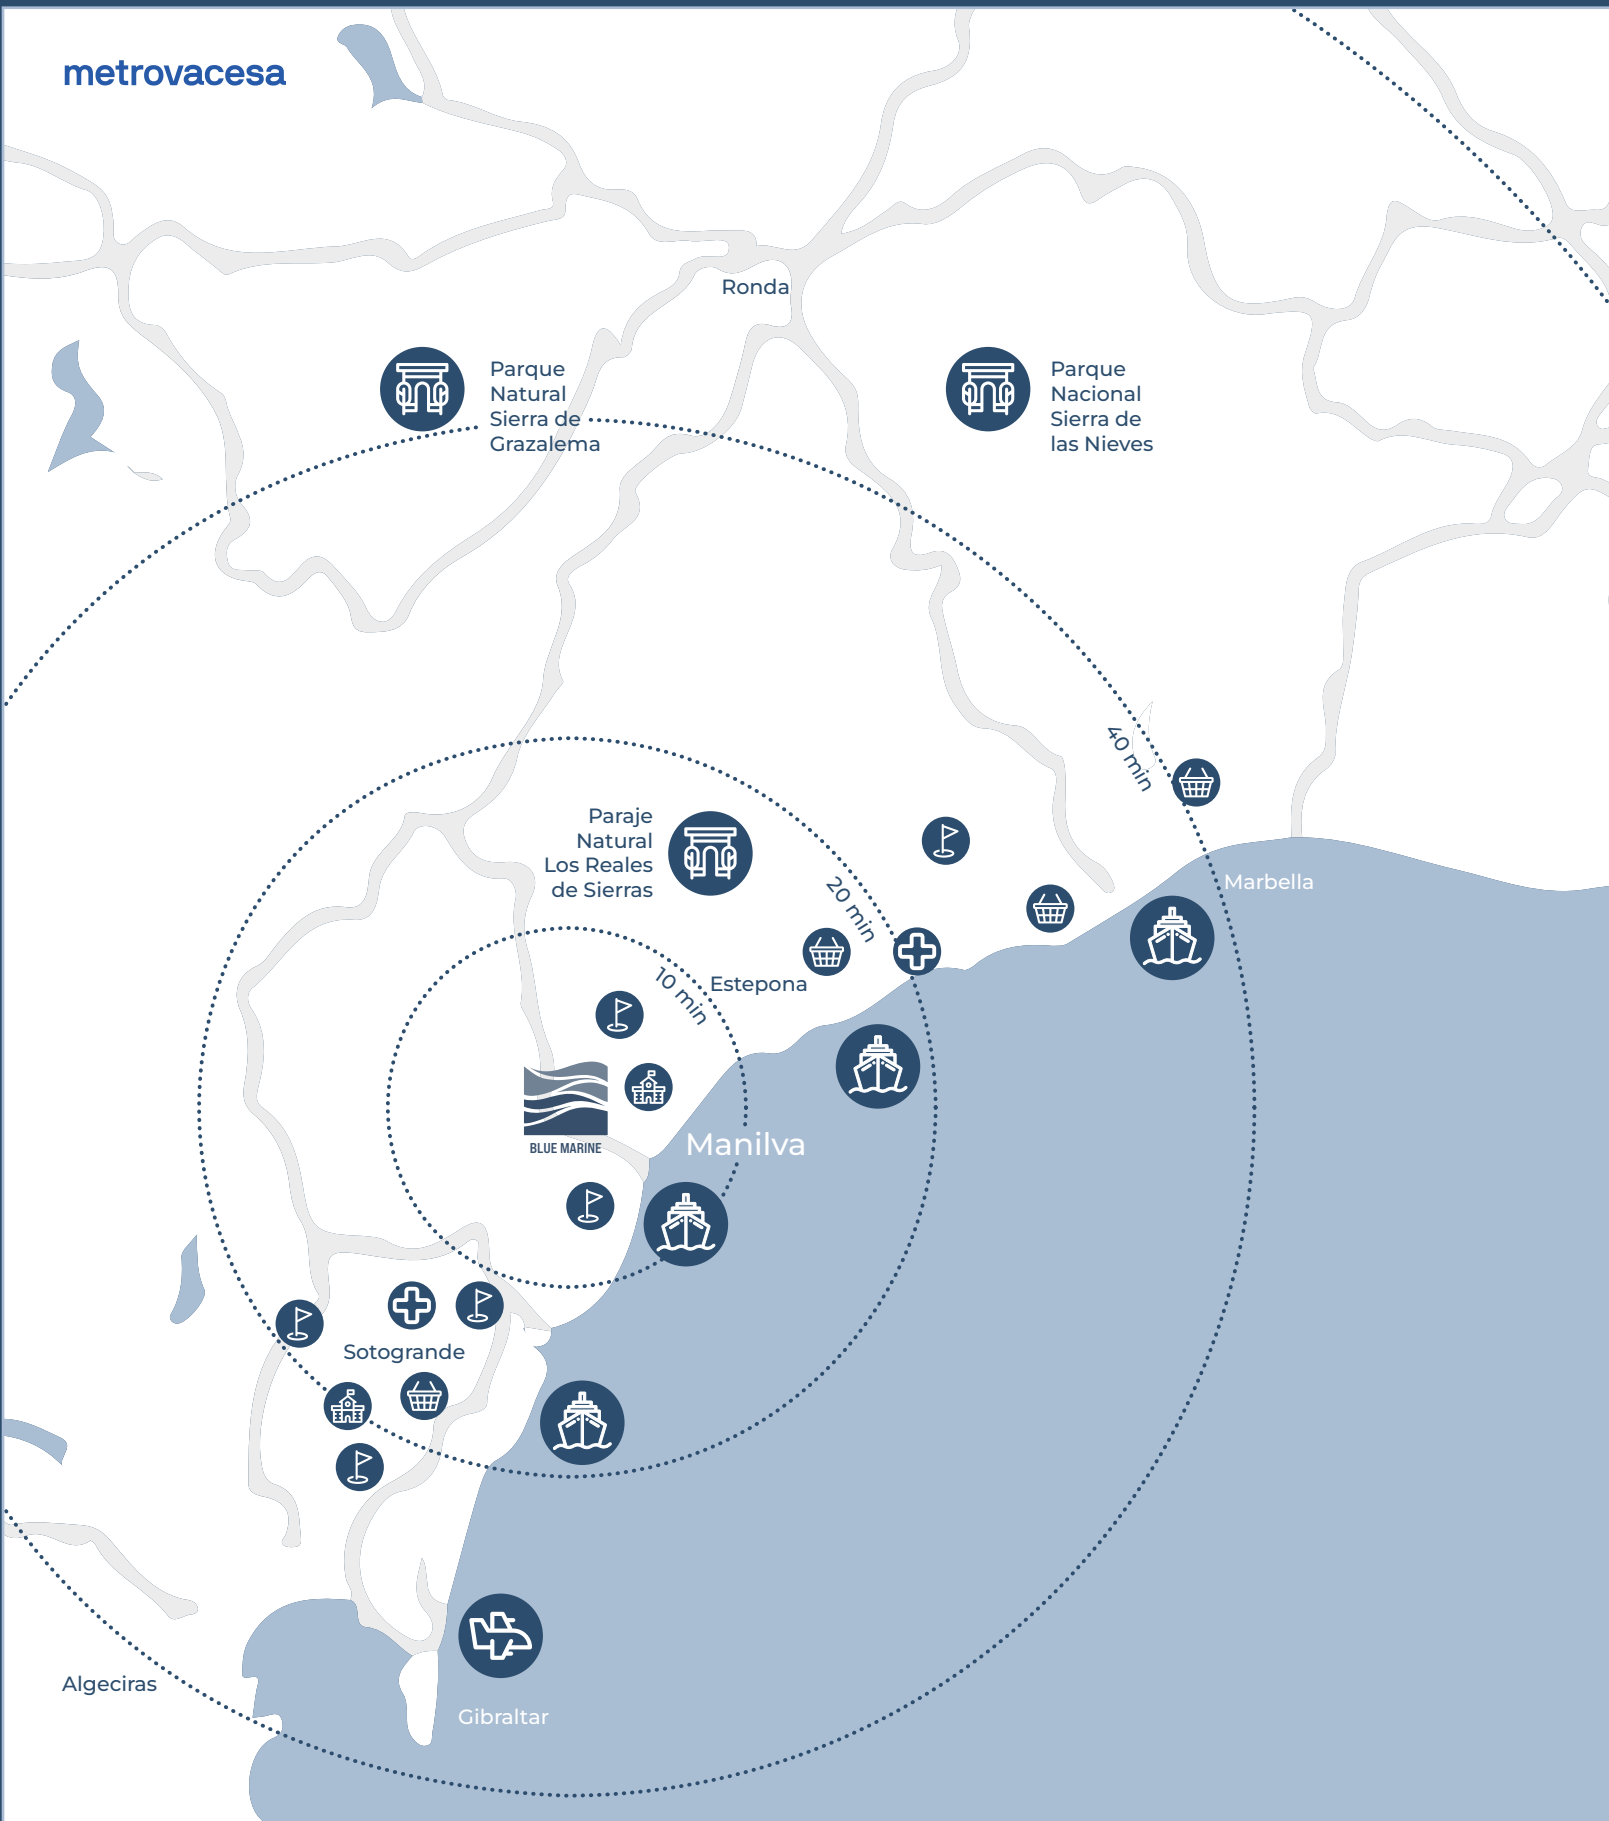 metrovacesa
Ronda
Parque
Natural
Sierra de
Grazalema
Parque
Nacional
Sierra de
las Nieves
40 min
Paraje
Natural
Los Reales
de Sierras
20 min
Marbella
10 min
Estepona
BLUE MARINE
Manilva
Sotogrande
Algeciras
Gibraltar